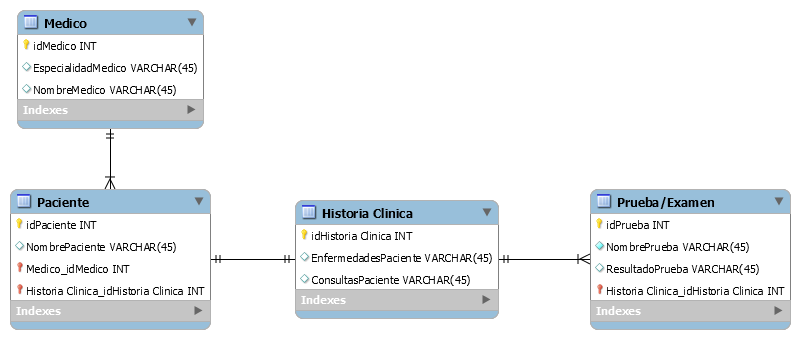 Medico
idMedico INT
EspecialidadMedico VARCHAR(45)
NombreMedico VARCHAR(45)
Indexes
Paciente
idPaciente INT
NombrePaciente VARCHAR(45)
Medico_idMedico INT
Historia Clinica_idHistoria Clinica INT
Indexes
Historia Clinica
idHistoria Clinica INT
EnfermedadesPaciente VARCHAR(45)
ConsultasPaciente VARCHAR(45)
Indexes
Prueba/Examen
idPrueba INT
NombrePrueba VARCHAR(45)
ResultadoPrueba VARCHAR(45)
Historia Clinica_idHistoria Clinica INT
Indexes